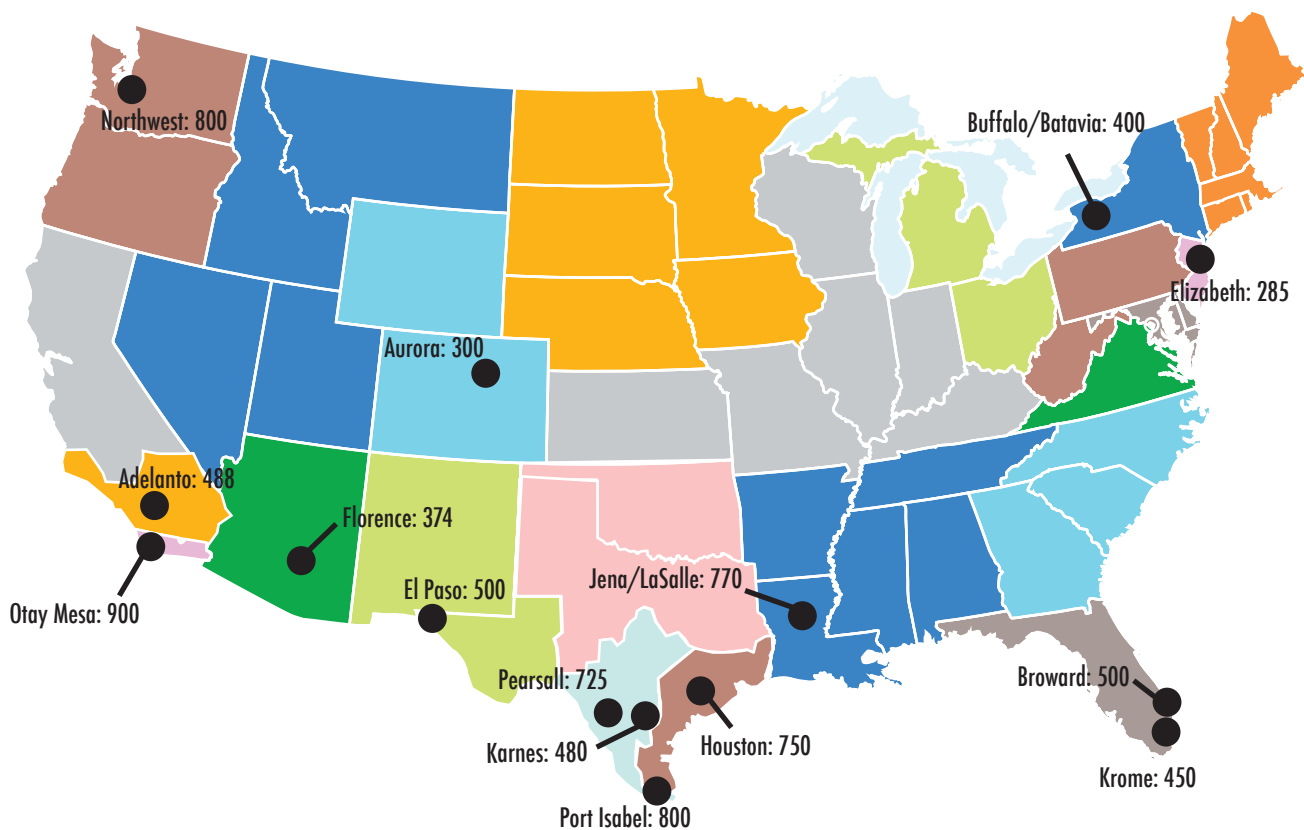 Northwest: 800
Buffalo/Batavia: 400
Elizabeth: 285
Aurora: 300
Adelanto: 488
Florence: 374
Otay Mesa: 900
El Paso: 500
Jena/LaSalle: 770
Pearsall: 725
Broward: 500
Karnes: 480
Houston: 750
Krome: 450
Port Isabel: 800